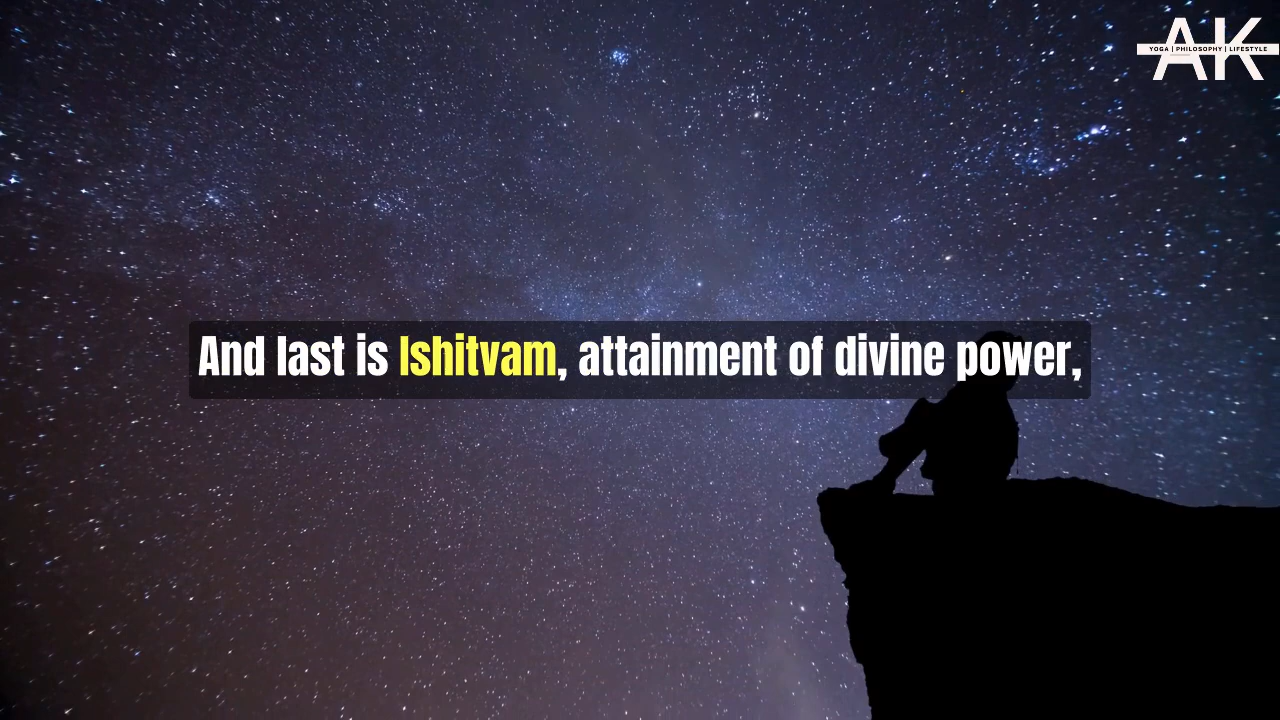 AK
YOGA | PHILOSOPHY | LIFESTYLE
And last is Ishitvam, attainment of divine power,